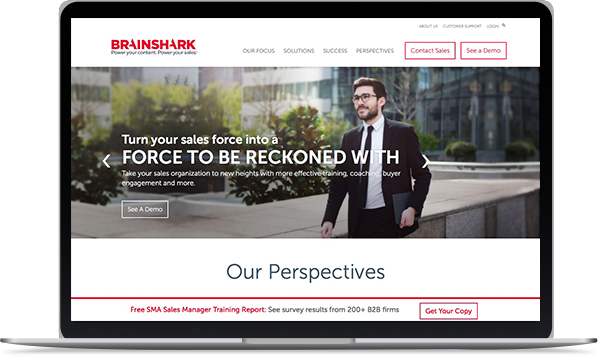 ABOUT US CUSTOMER SUPPORT LOGIN
BRAINSHARK
Power your content. Power your sales.
OUR FOCUS SOLUTIONS SUCCESS PERSPECTIVES Contact Sales See a Demo
Turn your sales force into a
FORCE TO BE RECKONED WITH
Take your sales organization to new heights with more effective training, coaching, buyer
engagement and more.
See A Demo
Our Perspectives
Free SMA Sales Manager Training Report: See survey results from 200+ B2B firms Get Your Copy